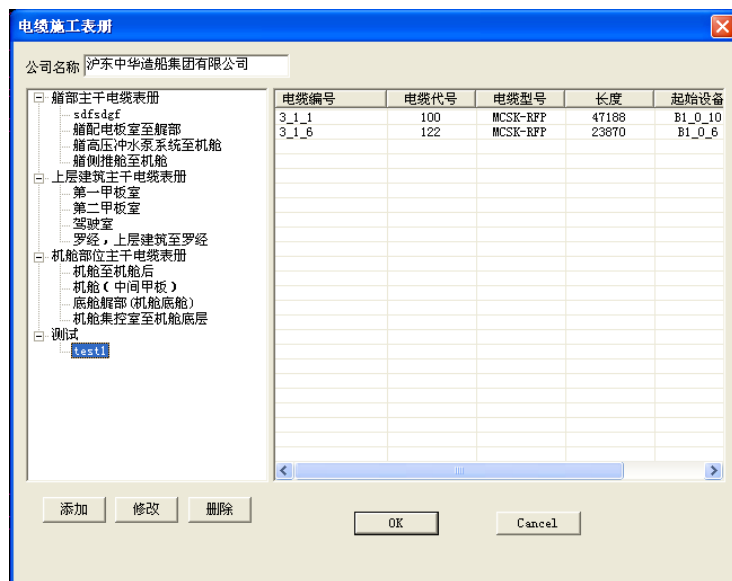 电缆施工表册
公司名称 沪东中华造船集团有限公司
艏部主干电缆表册
sdfsdgf
艏配电板室至艉部
艏高压冲水泵系统至机舱
艏侧推舱至机舱
上层建筑主干电缆表册
第一甲板室
第二甲板室
驾驶室
罗经，上层建筑至罗经
机舱部位主干电缆表册
机舱至机舱后
机舱(中间甲板)
底舱艉部(机舱底舱)
机舱集控室至机舱底层
测试
test1
电缆编号 电缆代号 电缆型号 长度 起始设备
3_1_1 100 MCSK-RFP 47188 B1_0_10
3_1_6 122 MCSK-RFP 23870 B1_0_6
添加 修改 删除
OK Cancel